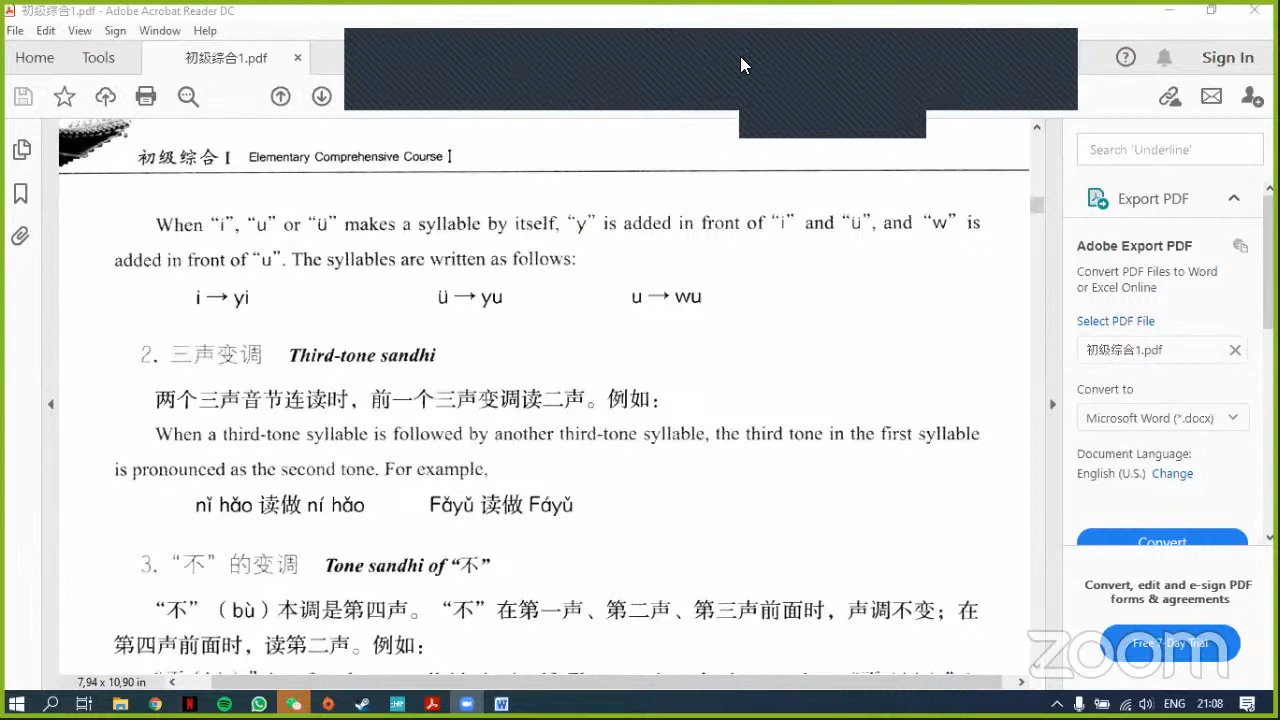 初级综合1.pdf - Adobe Acrobat Reader DC
File Edit View Sign Window Help
Home Tools 初级综合1.pdf × Sign In
初级综合 I Elementary Comprehensive Course I
Search 'Underline'
Export PDF
When “i”, “u” or “ü” makes a syllable by itself, “y” is added in front of “i” and “ü”, and “w” is
added in front of “u”. The syllables are written as follows:
i → yi ü → yu u → wu
2. 三声变调 Third-tone sandhi
两个三声音节连读时，前一个三声变调读二声。例如：
When a third-tone syllable is followed by another third-tone syllable, the third tone in the first syllable
is pronounced as the second tone. For example,
nǐ hǎo 读做 ní hǎo Fǎyǔ 读做 Fáyǔ
3. “不”的变调 Tone sandhi of “不”
“不”（bù）本调是第四声。“不”在第一声、第二声、第三声前面时，声调不变；在
第四声前面时，读第二声。例如：
Adobe Export PDF
Convert PDF Files to Word
or Excel Online
Select PDF File
初级综合1.pdf
Convert to
Microsoft Word (*.docx)
Document Language:
English (U.S.) Change
Convert
Convert, edit and e-sign PDF
forms & agreements
Free 7-Day Trial
zoom
7,94 x 10,90 in
ENG 21:08